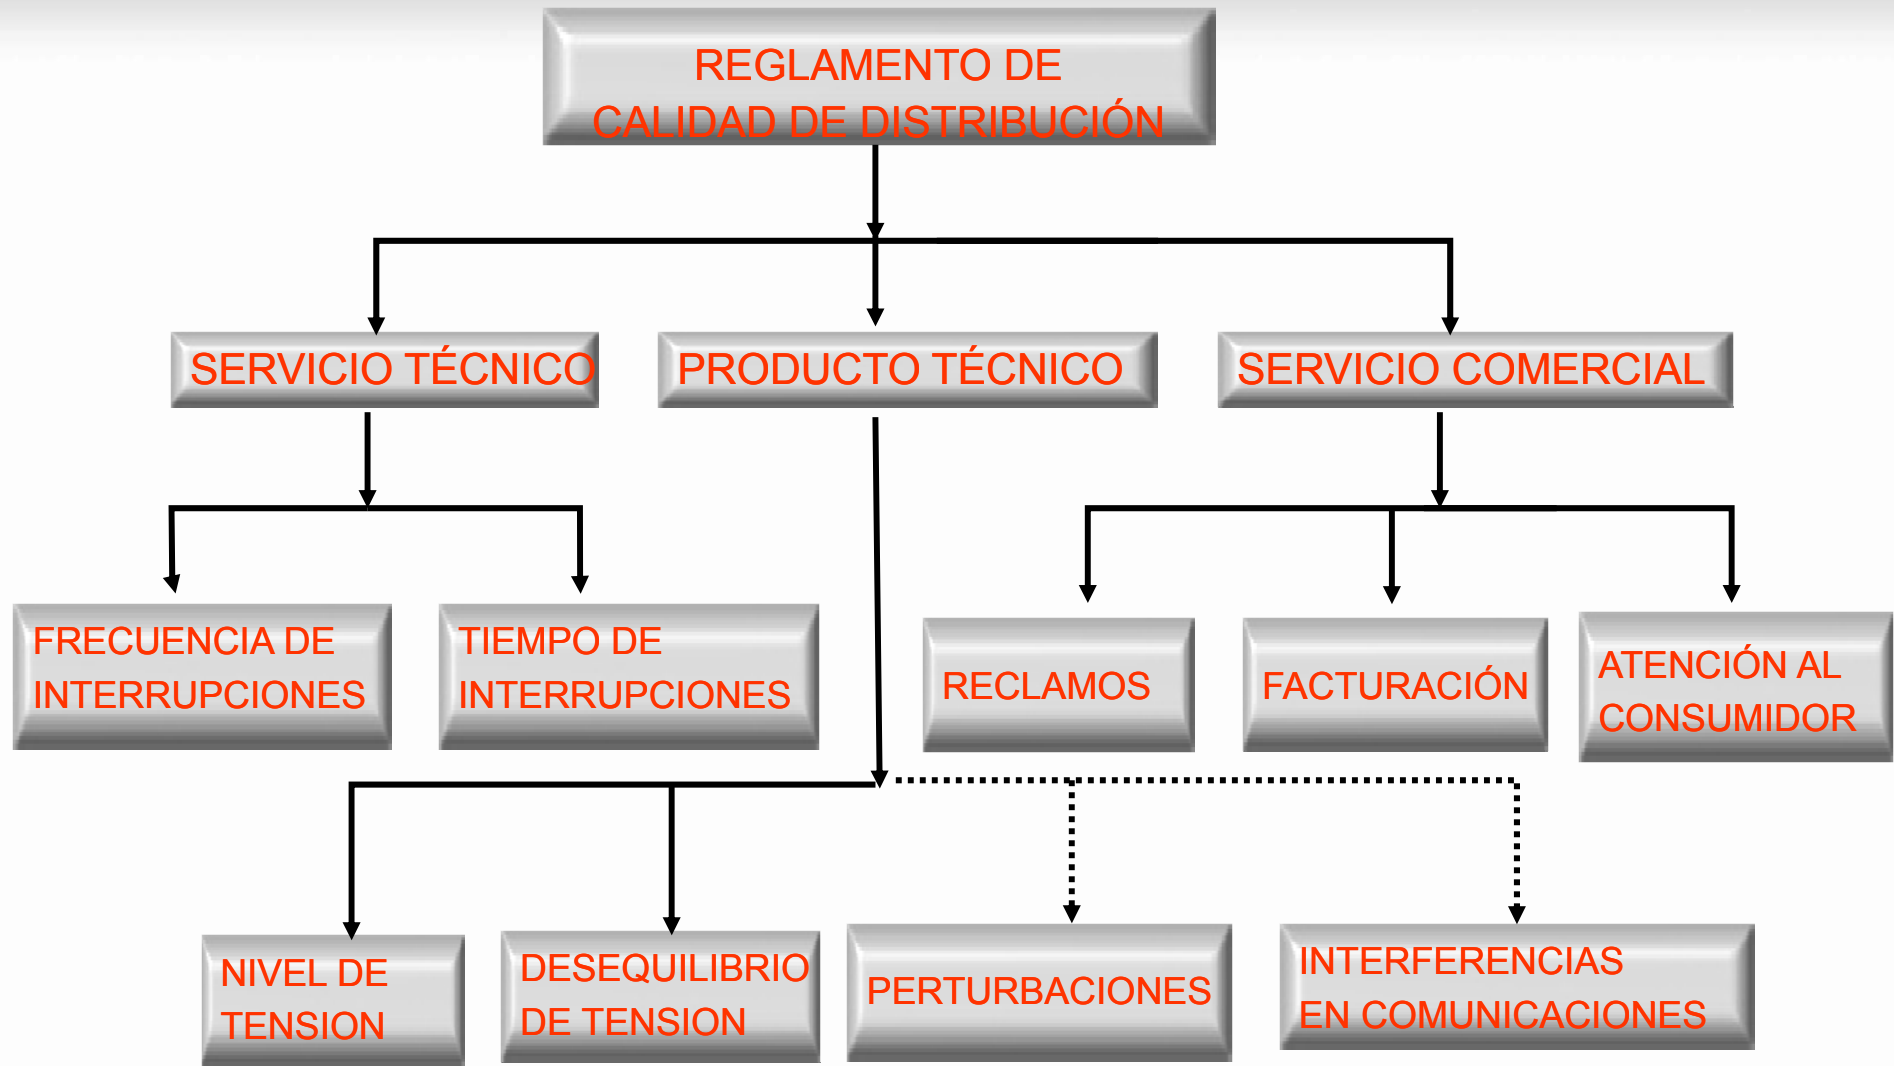 REGLAMENTO DE
CALIDAD DE DISTRIBUCIÓN
SERVICIO TÉCNICO
PRODUCTO TÉCNICO
SERVICIO COMERCIAL
FRECUENCIA DE
INTERRUPCIONES
TIEMPO DE
INTERRUPCIONES
RECLAMOS
FACTURACIÓN
ATENCIÓN AL
CONSUMIDOR
NIVEL DE
TENSION
DESEQUILIBRIO
DE TENSION
PERTURBACIONES
INTERFERENCIAS
EN COMUNICACIONES